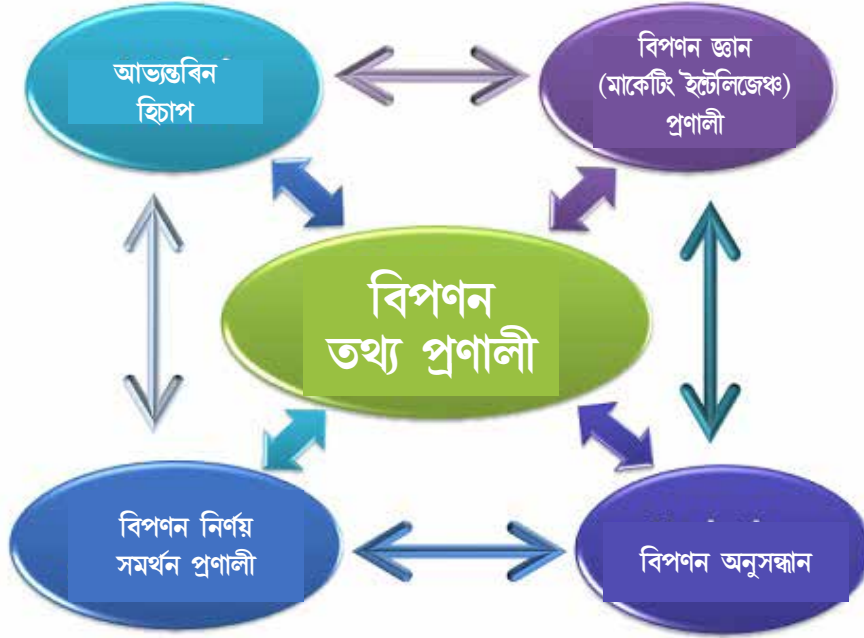 আভ্যন্তৰিন
হিচাপ
বিপণন জ্ঞান
(মাৰ্কেটিং ইন্টেলিজেঞ্চ)
প্ৰণালী
বিপণন
তথ্য প্ৰণালী
বিপণন নিৰ্ণয়
সমৰ্থন প্ৰণালী
বিপণন অনুসন্ধান